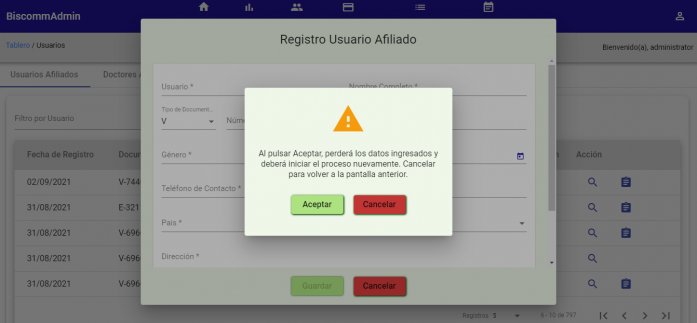 BiscommAdmin
Tablero / Usuarios
Bienvenido(a), administrator
Usuarios Afiliados
Doctores A
Registro Usuario Afiliado
Usuario *
Nombre Completo *
Tipo de Document...
V
Núme
Filtro por Usuario
Género *
Teléfono de Contacto *
País *
Dirección *
Guardar
Cancelar
Al pulsar Aceptar, perderá los datos ingresados y
deberá iniciar el proceso nuevamente. Cancelar
para volver a la pantalla anterior.
Aceptar
Cancelar
Fecha de Registro
Docu
n
Acción
02/09/2021
V-744
31/08/2021
E-321
31/08/2021
V-696
31/08/2021
V-696
31/08/2021
V-696
Registros
5
6 - 10 de 797